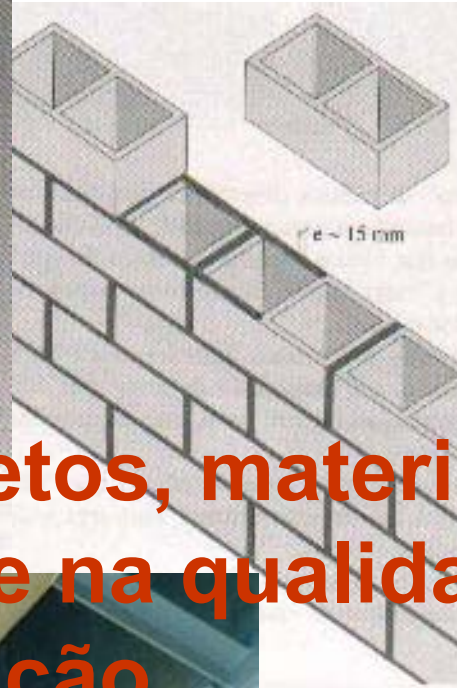 e ~ 15 mm
etos, materi
e na qualida
ção